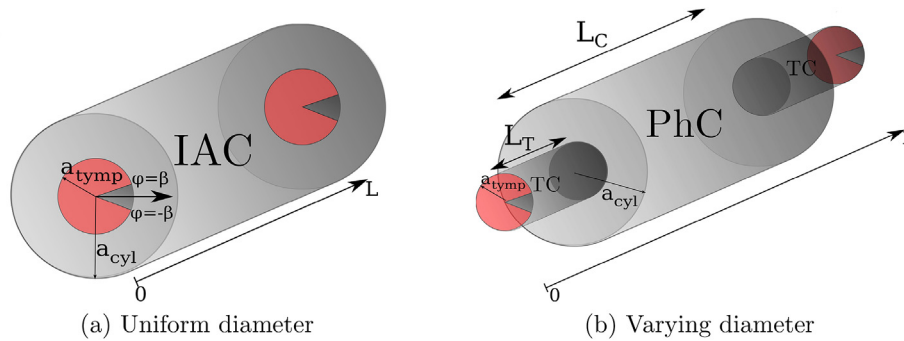 IAC
a_tymp
φ=β
φ=-β
a_cyl
L
0
(a) Uniform diameter
L_C
TC
PhC
L_T
a_tymp
TC
a_cyl
0
(b) Varying diameter